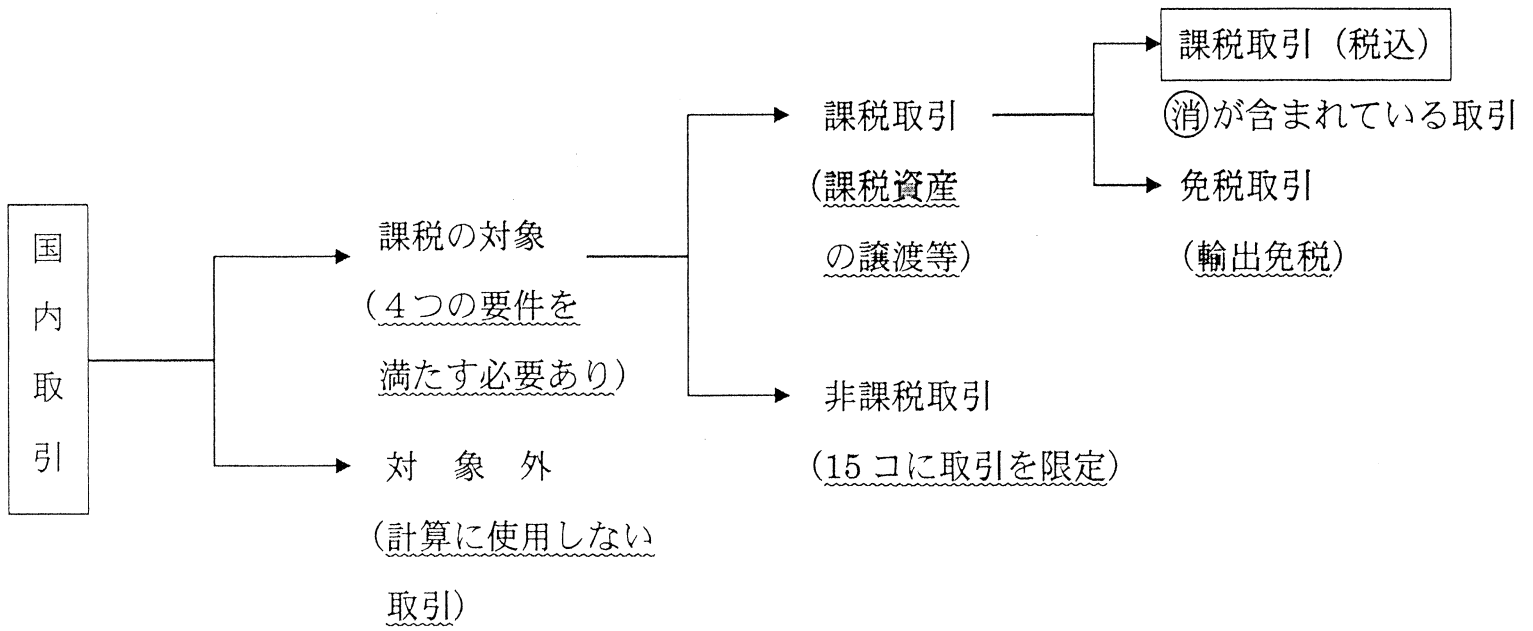 国内取引
課税の対象
(4つの要件を
満たす必要あり)
対象外
(計算に使用しない
取引)
課税取引
(課税資産
の譲渡等)
非課税取引
(15コに取引を限定)
課税取引（税込）
㊡が含まれている取引
免税取引
(輸出免税)